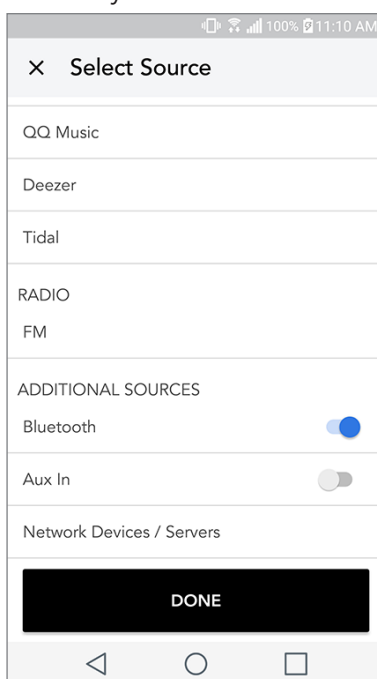 100% 11:10 AM
× Select Source
QQ Music
Deezer
Tidal
RADIO
FM
ADDITIONAL SOURCES
Bluetooth
Aux In
Network Devices / Servers
DONE